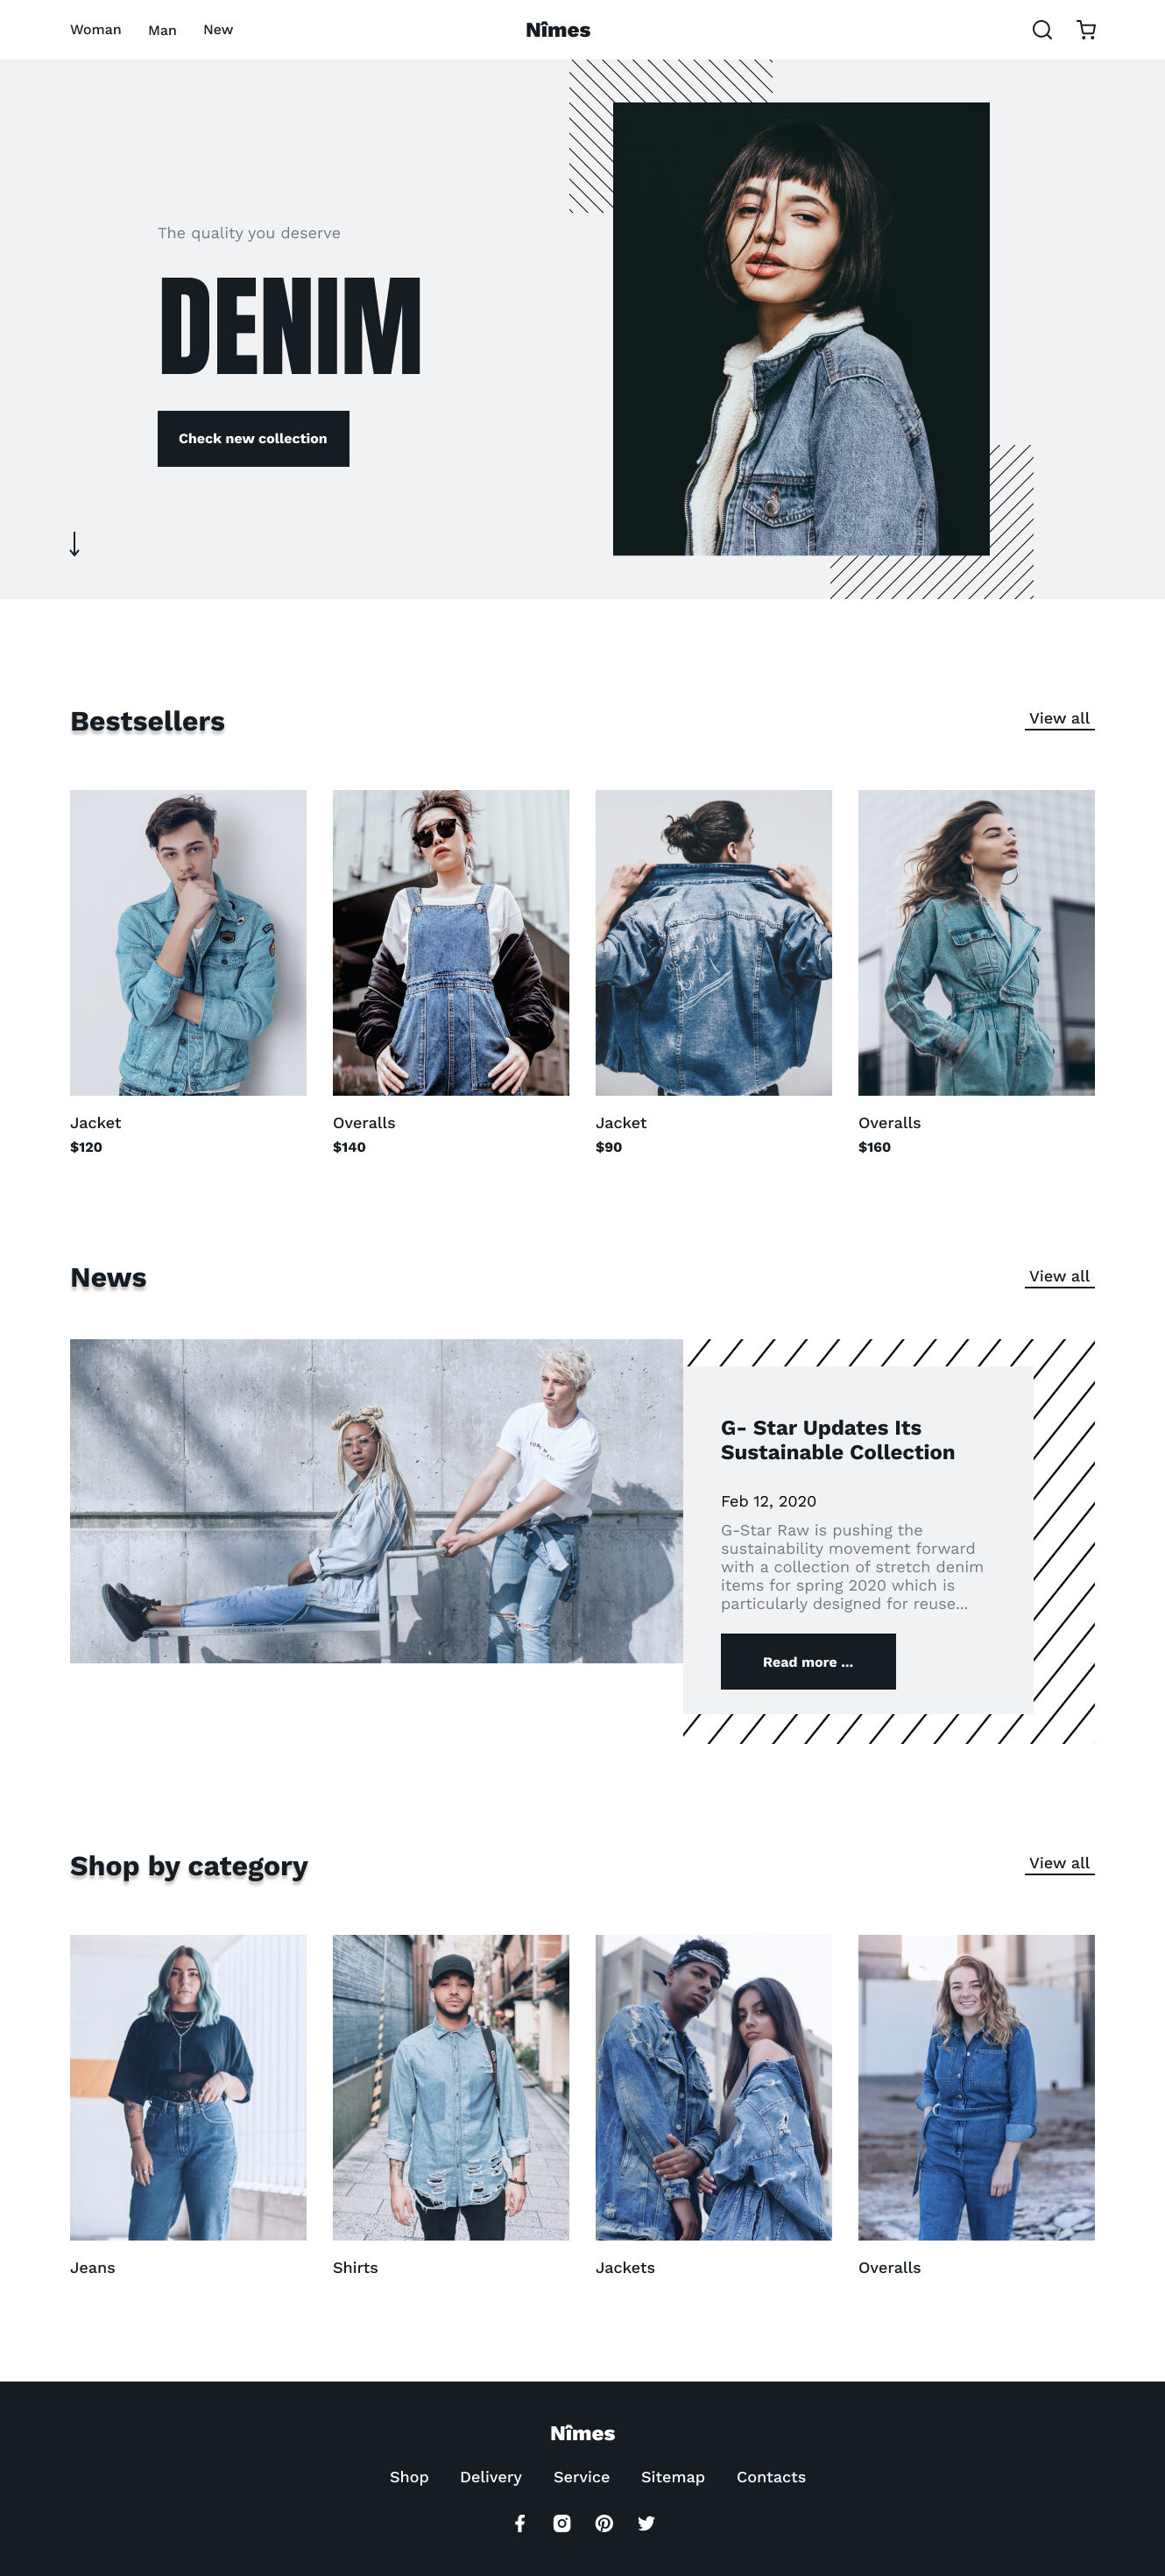 Woman Man New Nîmes
The quality you deserve
DENIM
Check new collection
Bestsellers View all
Jacket Overalls Jacket Overalls
$120 $140 $90 $160
News View all
G- Star Updates Its
Sustainable Collection
Feb 12, 2020
G-Star Raw is pushing the
sustainability movement forward
with a collection of stretch denim
items for spring 2020 which is
particularly designed for reuse...
Read more ...
Shop by category View all
Jeans Shirts Jackets Overalls
Nîmes
Shop Delivery Service Sitemap Contacts